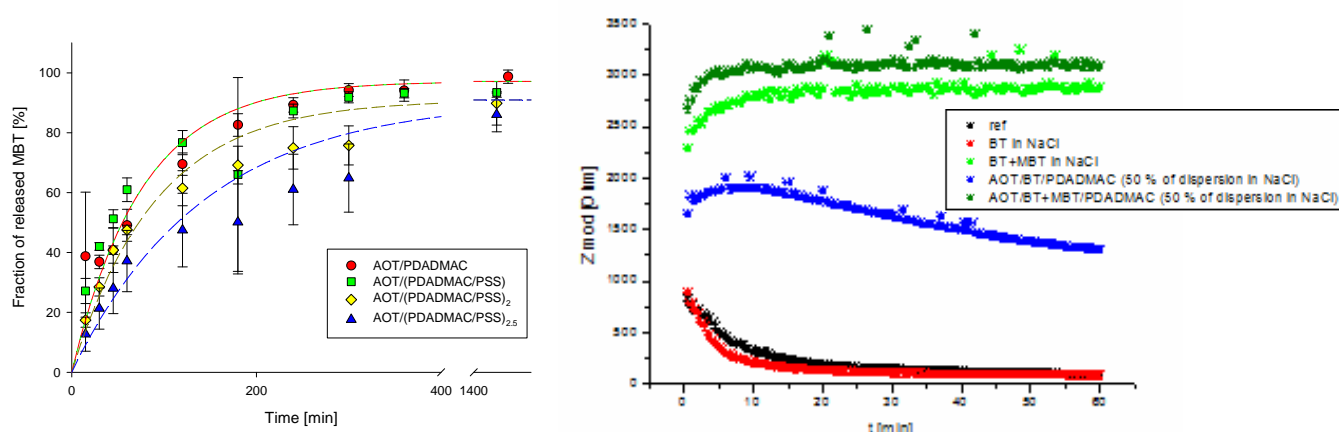 Fraction of released MBT [%]
100
80
60
40
20
0
0
200
400
1400
Time [min]
AOT/PDADMAC
AOT/(PDADMAC/PSS)
AOT/(PDADMAC/PSS)2
AOT/(PDADMAC/PSS)2.5
Z mod [Ohm]
3500
3000
2500
2000
1500
1000
500
0
0
10
20
30
40
50
60
t [min]
ref
BT in NaCl
BT+MBT in NaCl
AOT/BT/PDADMAC (50 % of dispersion in NaCl)
AOT/BT+MBT/PDADMAC (50 % of dispersion in NaCl)